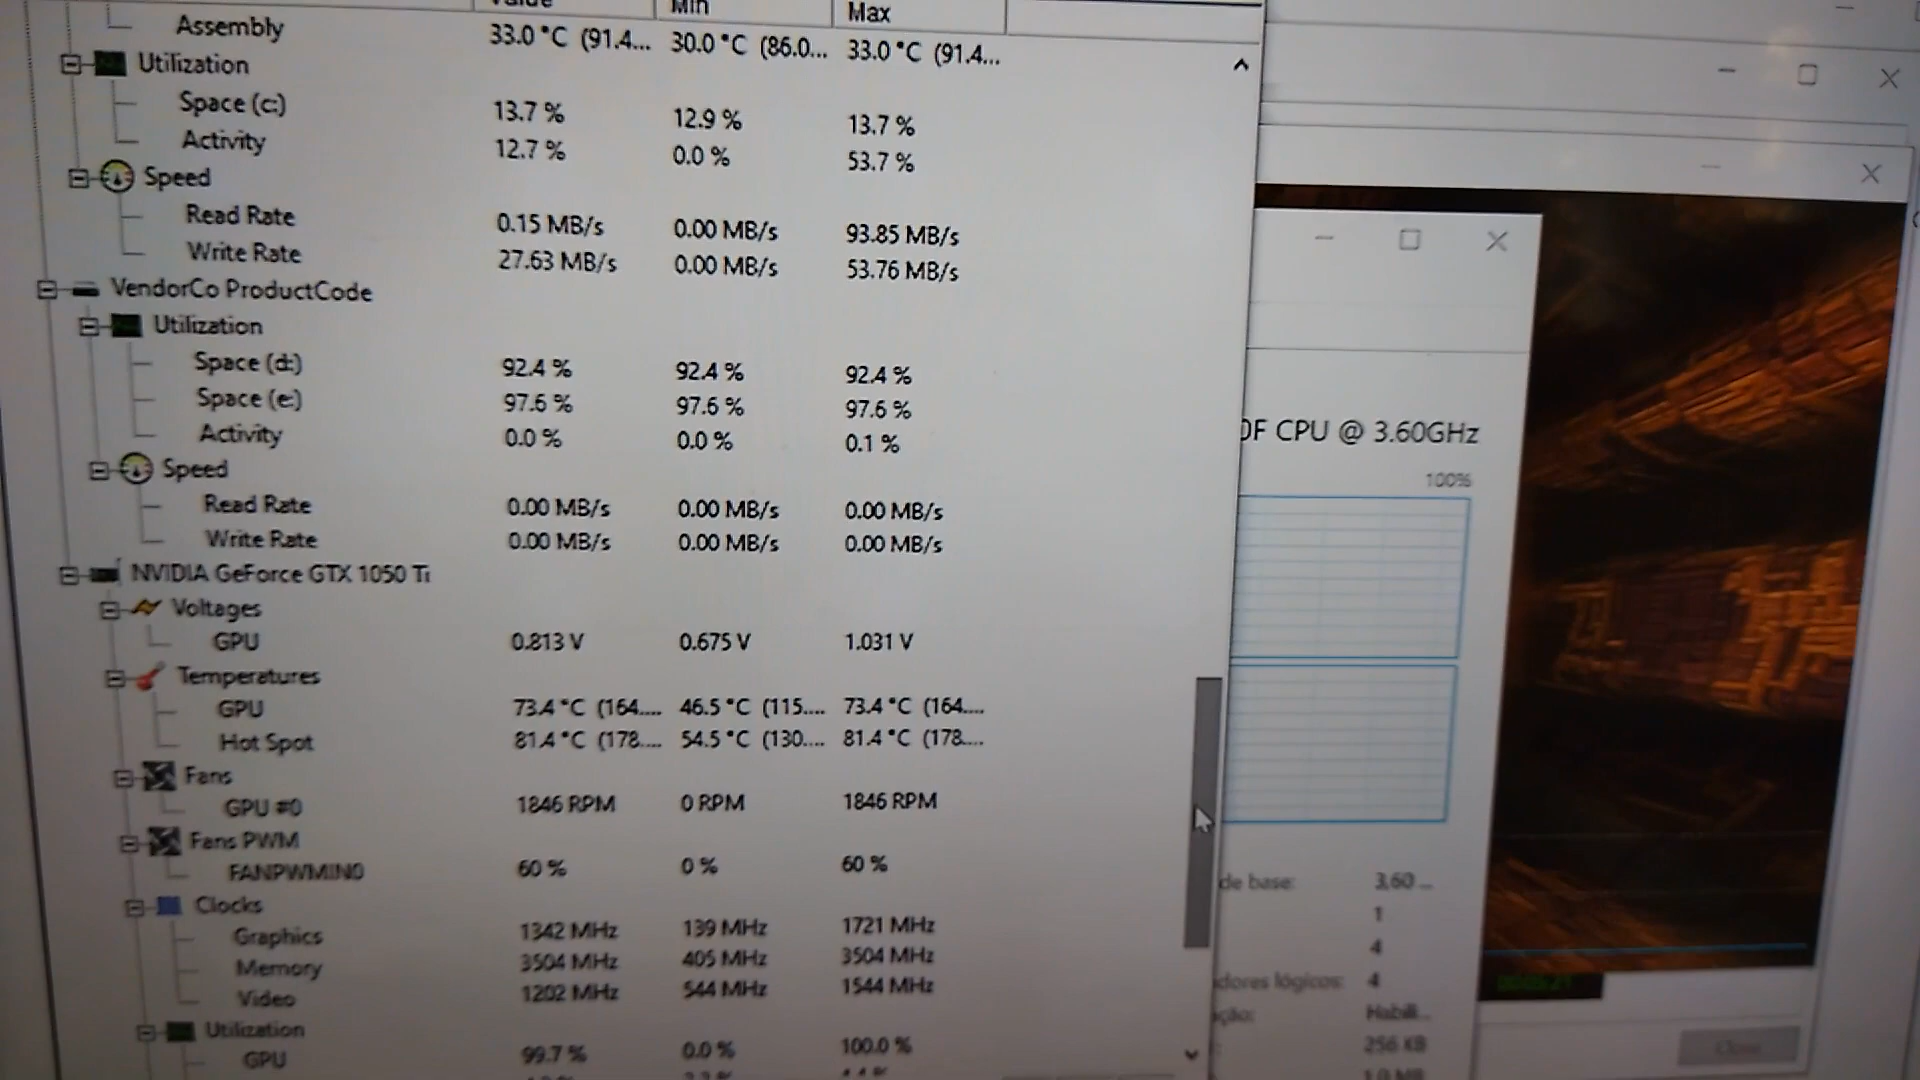 Value Min Max
Assembly 33.0 °C (91.4... 30.0 °C (86.0... 33.0 °C (91.4...
Utilization
Space (c:) 13.7 % 12.9 % 13.7 %
Activity 12.7 % 0.0 % 53.7 %
Speed
Read Rate 0.15 MB/s 0.00 MB/s 93.85 MB/s
Write Rate 27.63 MB/s 0.00 MB/s 53.76 MB/s
VendorCo ProductCode
Utilization
Space (d:) 92.4 % 92.4 % 92.4 %
Space (e:) 97.6 % 97.6 % 97.6 %
Activity 0.0 % 0.0 % 0.1 %
Speed
Read Rate 0.00 MB/s 0.00 MB/s 0.00 MB/s
Write Rate 0.00 MB/s 0.00 MB/s 0.00 MB/s
NVIDIA GeForce GTX 1050 Ti
Voltages
GPU 0.813 V 0.675 V 1.031 V
Temperatures
GPU 73.4 °C (164.... 46.5 °C (115.... 73.4 °C (164....
Hot Spot 81.4 °C (178.... 54.5 °C (130.... 81.4 °C (178....
Fans
GPU #0 1846 RPM 0 RPM 1846 RPM
Fans PWM
FANPWMIN0 60 % 0 % 60 %
Clocks
Graphics 1342 MHz 139 MHz 1721 MHz
Memory 3504 MHz 405 MHz 3504 MHz
Video 1202 MHz 544 MHz 1544 MHz
Utilization
GPU 99.7 % 0.0 % 100.0 %
0F CPU @ 3.60GHz
100%
de base: 3,60 ...
1
4
dores lógicos: 4
ção: Habili...
256 KB
1,0 MB
Close